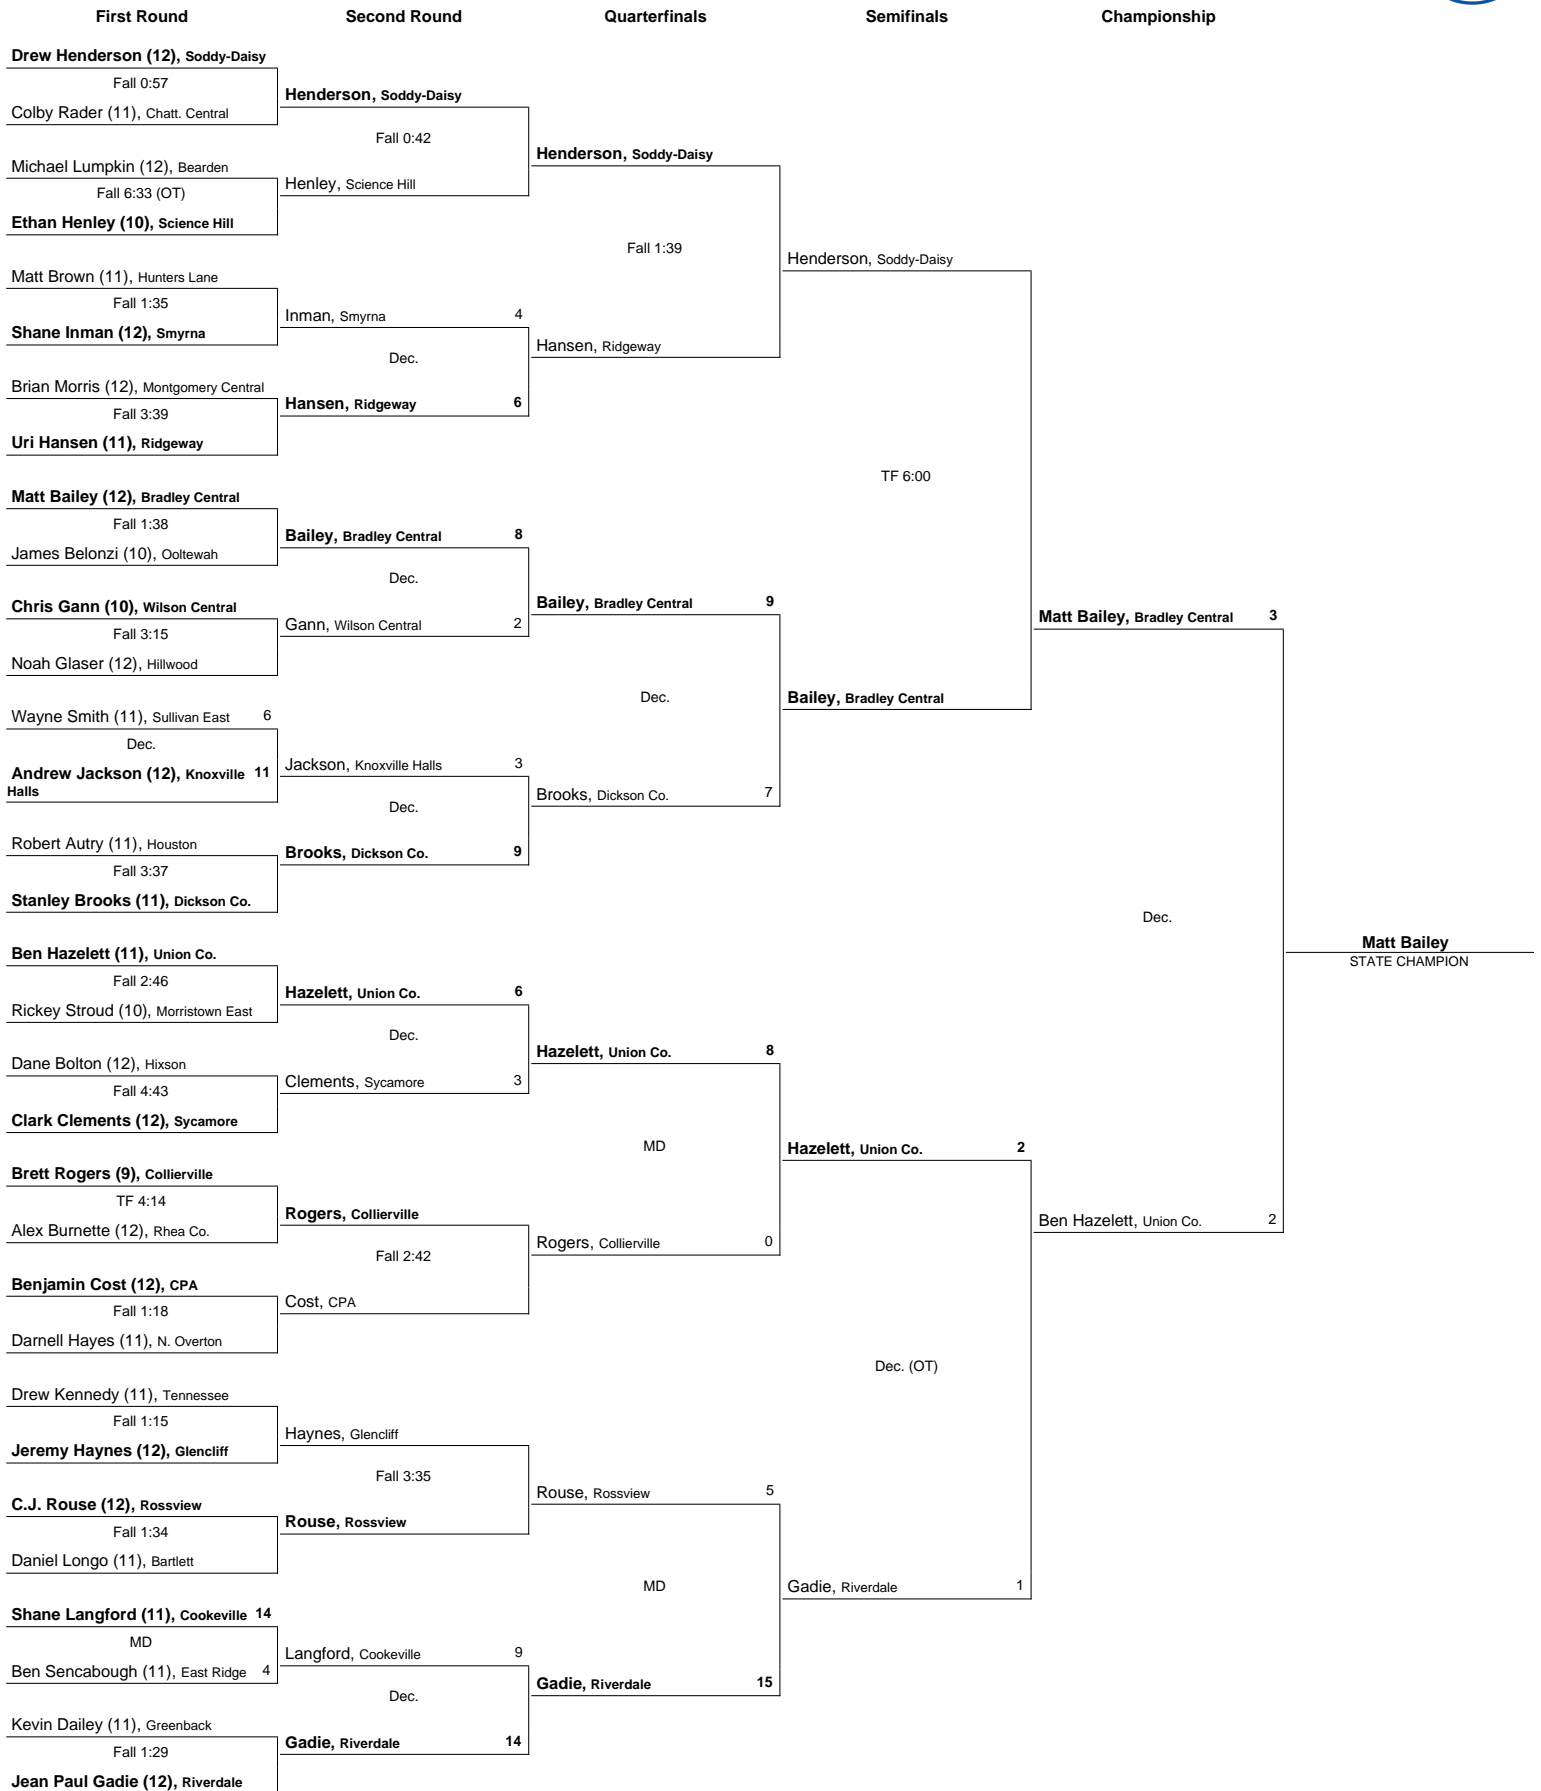 First Round
Second Round
Quarterfinals
Semifinals
Championship
Drew Henderson (12), Soddy-Daisy
Fall 0:57
Colby Rader (11), Chatt. Central
Michael Lumpkin (12), Bearden
Fall 6:33 (OT)
Ethan Henley (10), Science Hill
Matt Brown (11), Hunters Lane
Fall 1:35
Shane Inman (12), Smyrna
Brian Morris (12), Montgomery Central
Fall 3:39
Uri Hansen (11), Ridgeway
Matt Bailey (12), Bradley Central
Fall 1:38
James Belonzi (10), Ooltewah
Chris Gann (10), Wilson Central
Fall 3:15
Noah Glaser (12), Hillwood
Wayne Smith (11), Sullivan East 6
Dec.
Andrew Jackson (12), Knoxville 11
Halls
Robert Autry (11), Houston
Fall 3:37
Stanley Brooks (11), Dickson Co.
Ben Hazelett (11), Union Co.
Fall 2:46
Rickey Stroud (10), Morristown East
Dane Bolton (12), Hixson
Fall 4:43
Clark Clements (12), Sycamore
Brett Rogers (9), Collierville
TF 4:14
Alex Burnette (12), Rhea Co.
Benjamin Cost (12), CPA
Fall 1:18
Darnell Hayes (11), N. Overton
Drew Kennedy (11), Tennessee
Fall 1:15
Jeremy Haynes (12), Glencliff
C.J. Rouse (12), Rossview
Fall 1:34
Daniel Longo (11), Bartlett
Shane Langford (11), Cookeville 14
MD
Ben Sencabough (11), East Ridge 4
Kevin Dailey (11), Greenback
Fall 1:29
Jean Paul Gadie (12), Riverdale
Henderson, Soddy-Daisy
Fall 0:42
Henley, Science Hill
Inman, Smyrna 4
Dec.
Hansen, Ridgeway 6
Bailey, Bradley Central 8
Dec.
Gann, Wilson Central 2
Jackson, Knoxville Halls 3
Dec.
Brooks, Dickson Co. 9
Hazelett, Union Co. 6
Dec.
Clements, Sycamore 3
Rogers, Collierville
Fall 2:42
Cost, CPA
Haynes, Glencliff
Fall 3:35
Rouse, Rossview
Langford, Cookeville 9
Dec.
Gadie, Riverdale 14
Henderson, Soddy-Daisy
Fall 1:39
Hansen, Ridgeway
Bailey, Bradley Central 9
Dec.
Brooks, Dickson Co. 7
Hazelett, Union Co. 8
MD
Rogers, Collierville 0
Rouse, Rossview 5
MD
Gadie, Riverdale 15
Henderson, Soddy-Daisy
TF 6:00
Bailey, Bradley Central
Hazelett, Union Co. 2
Dec. (OT)
Gadie, Riverdale 1
Matt Bailey, Bradley Central 3
Dec.
Ben Hazelett, Union Co. 2
Matt Bailey
STATE CHAMPION